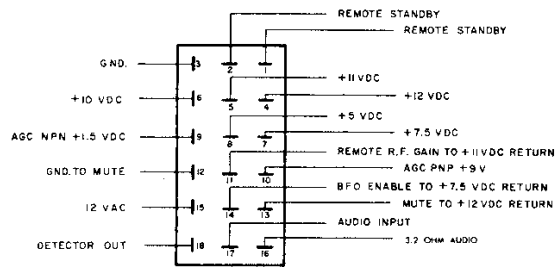 REMOTE STANDBY
REMOTE STANDBY
GND. 3 2 1
+11 VDC
+10 VDC 6 5 4 +12 VDC
+5 VDC
AGC NPN +1.5 VDC 9 8 7 +7.5 VDC
REMOTE R.F. GAIN TO +11 VDC RETURN
GND. TO MUTE 12 11 10 AGC PNP +9 V
BFO ENABLE TO +7.5 VDC RETURN
12 VAC 15 14 13 MUTE TO +12 VDC RETURN
AUDIO INPUT
DETECTOR OUT 18 17 16 3.2 OHM AUDIO